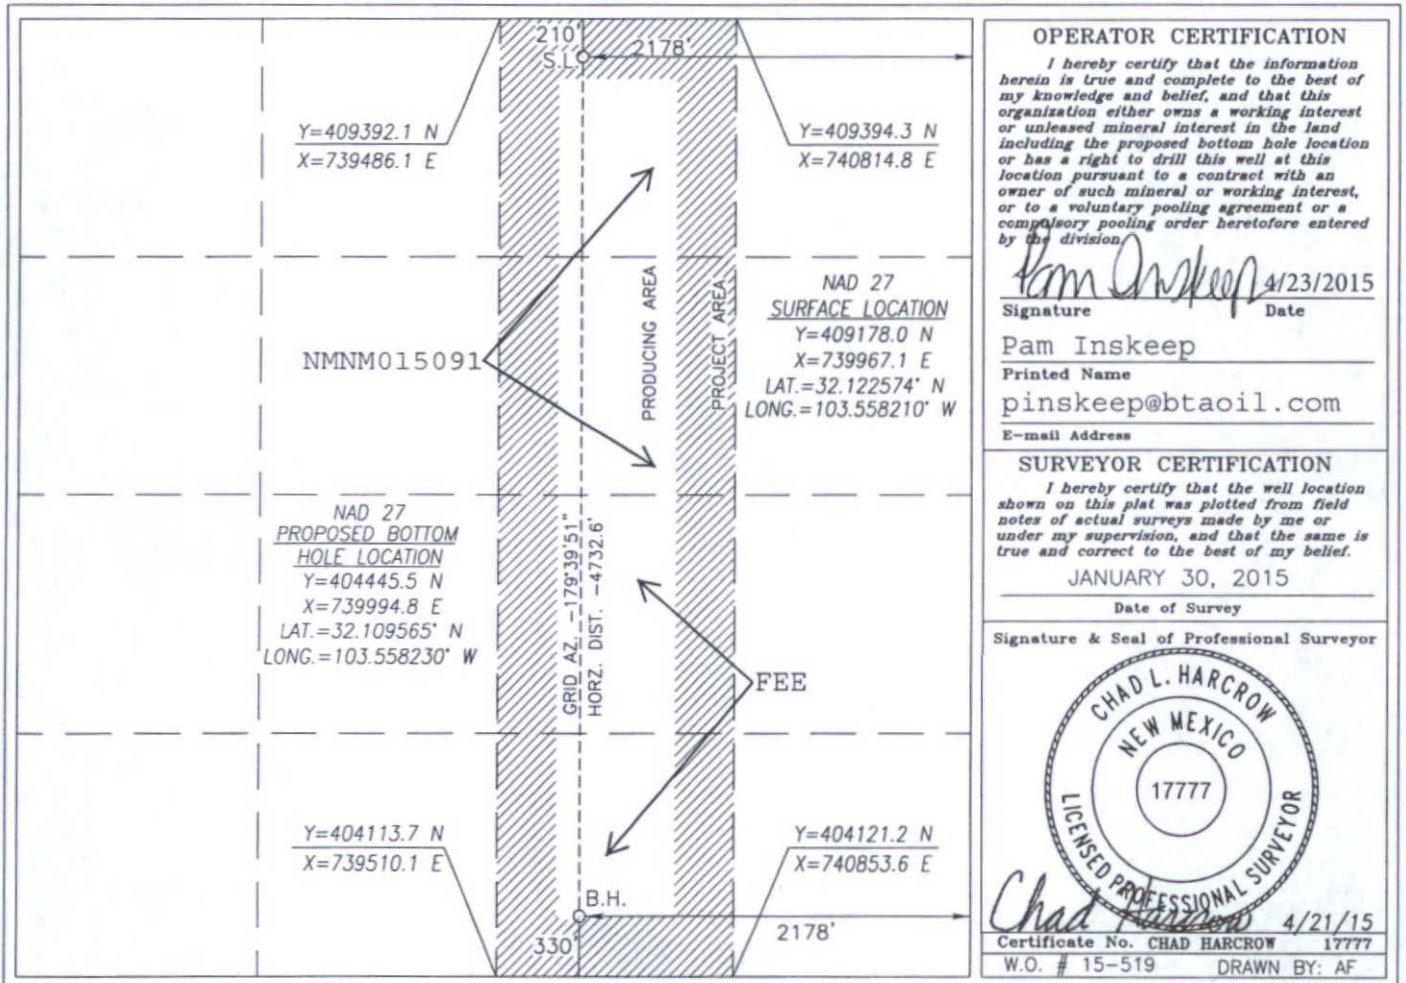 210'
S.L.
2178'
Y=409392.1 N
X=739486.1 E
Y=409394.3 N
X=740814.8 E
NMNM015091
PRODUCING AREA
PROJECT AREA
NAD 27
SURFACE LOCATION
Y=409178.0 N
X=739967.1 E
LAT.=32.122574° N
LONG.=103.558210° W
NAD 27
PROPOSED BOTTOM
HOLE LOCATION
Y=404445.5 N
X=739994.8 E
LAT.=32.109565° N
LONG.=103.558230° W
GRID AZ. -179°39'51"
HORZ. DIST. -4732.6'
FEE
Y=404113.7 N
X=739510.1 E
Y=404121.2 N
X=740853.6 E
B.H.
330'
2178'
OPERATOR CERTIFICATION
I hereby certify that the information
herein is true and complete to the best of
my knowledge and belief, and that this
organization either owns a working interest
or unleased mineral interest in the land
including the proposed bottom hole location
or has a right to drill this well at this
location pursuant to a contract with an
owner of such mineral or working interest,
or to a voluntary pooling agreement or a
compulsory pooling order heretofore entered
by the division.
Pam Inskeep 4/23/2015
Signature Date
Pam Inskeep
Printed Name
pinskeep@btaoil.com
E-mail Address
SURVEYOR CERTIFICATION
I hereby certify that the well location
shown on this plat was plotted from field
notes of actual surveys made by me or
under my supervision, and that the same is
true and correct to the best of my belief.
JANUARY 30, 2015
Date of Survey
Signature & Seal of Professional Surveyor
CHAD L. HARCROW
NEW MEXICO
17777
LICENSED PROFESSIONAL SURVEYOR
Chad Harcrow 4/21/15
Certificate No. CHAD HARCROW 17777
W.O. # 15-519 DRAWN BY: AF